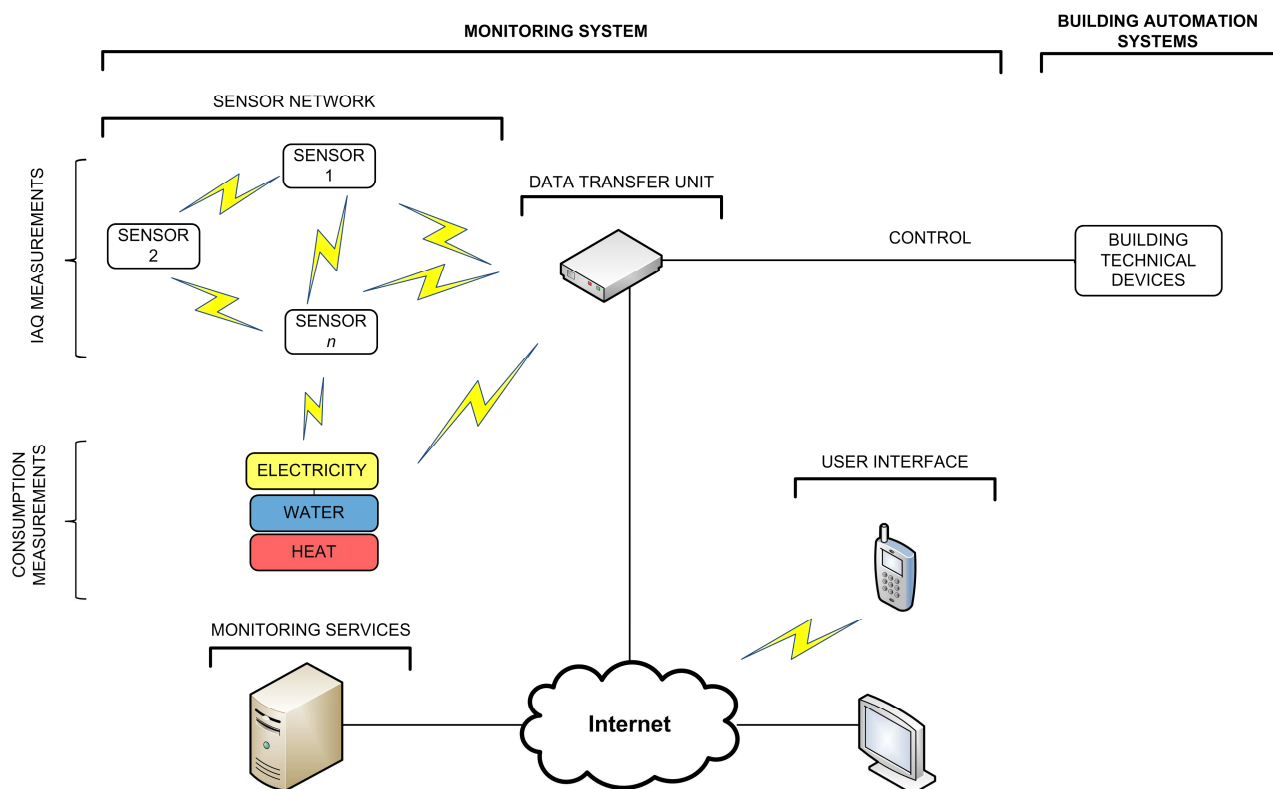 MONITORING SYSTEM
BUILDING AUTOMATION
SYSTEMS
SENSOR NETWORK
IAQ MEASUREMENTS
SENSOR
1
SENSOR
2
SENSOR
n
DATA TRANSFER UNIT
CONTROL
BUILDING
TECHNICAL
DEVICES
CONSUMPTION
MEASUREMENTS
ELECTRICITY
WATER
HEAT
USER INTERFACE
MONITORING SERVICES
Internet